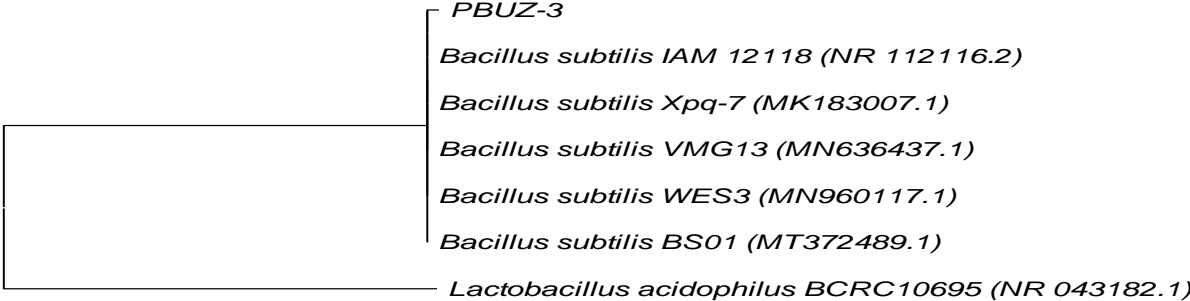 PBUZ-3
Bacillus subtilis IAM 12118 (NR 112116.2)
Bacillus subtilis Xpq-7 (MK183007.1)
Bacillus subtilis VMG13 (MN636437.1)
Bacillus subtilis WES3 (MN960117.1)
Bacillus subtilis BS01 (MT372489.1)
Lactobacillus acidophilus BCRC10695 (NR 043182.1)